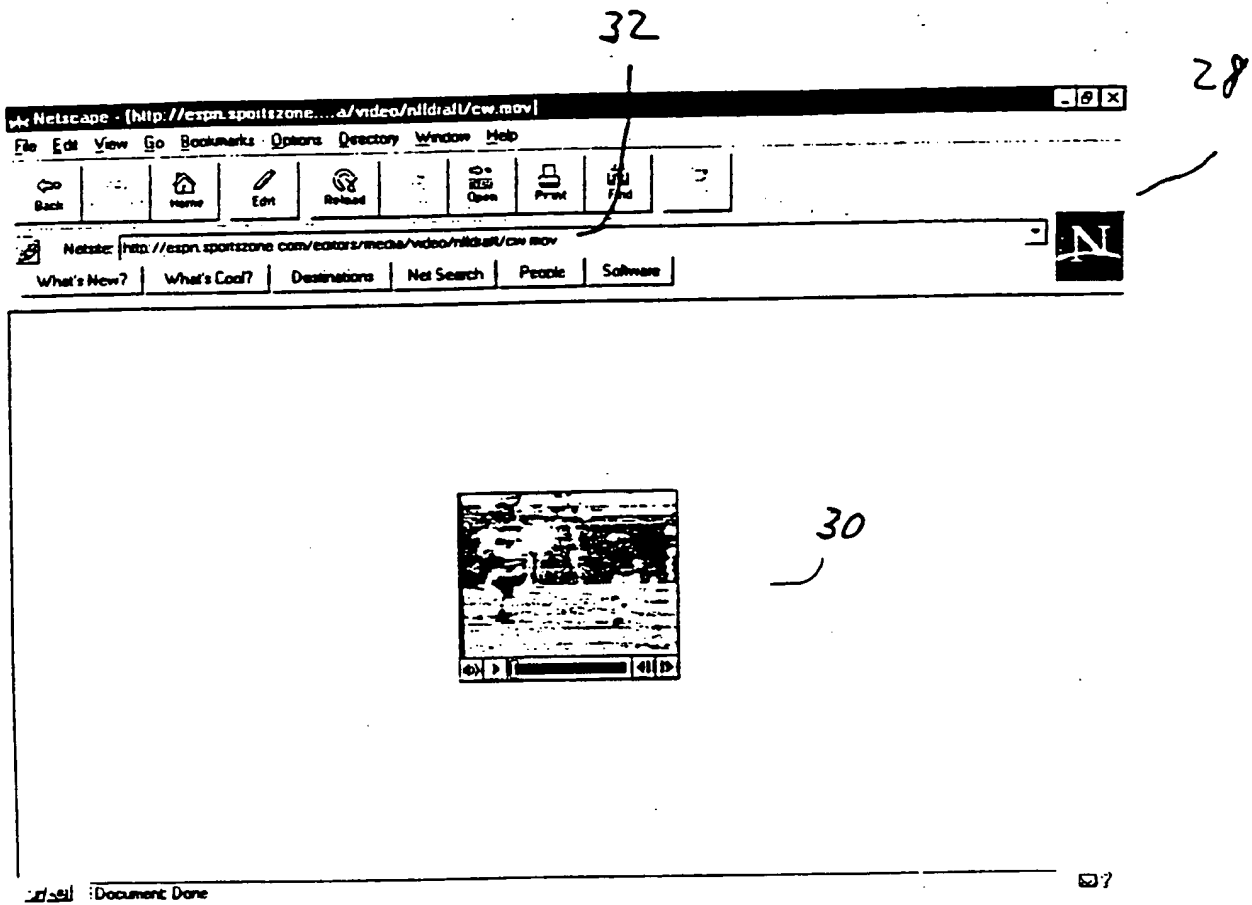 32
28
Netscape - [http://espn.sportszone....a/video/nfldraft/cw.mov]
File Edit View Go Bookmarks Options Directory Window Help
Back Home Edit Reload Open Print Find
Netsite: http://espn.sportszone.com/editors/media/video/nfldraft/cw.mov
N
What's New? What's Cool? Destinations Net Search People Software
30
Document: Done